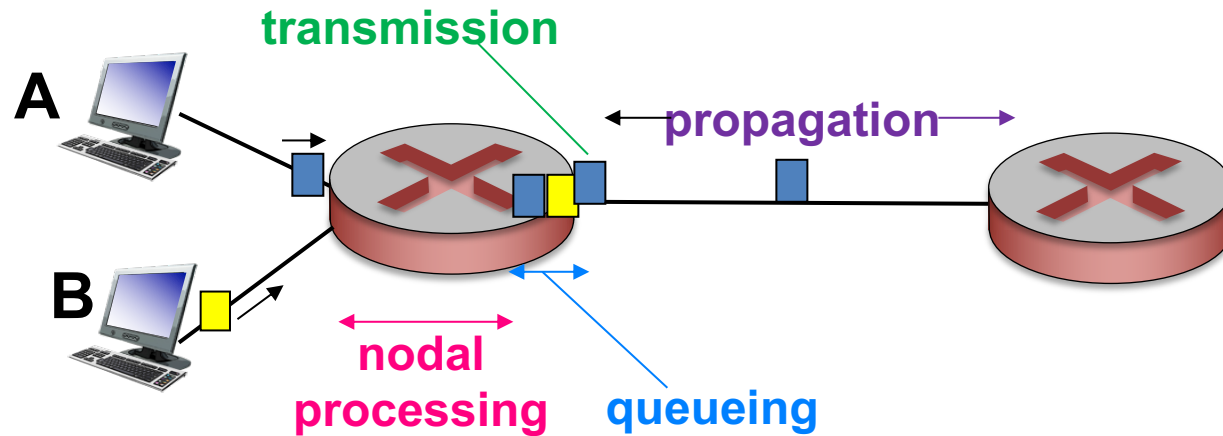 transmission
A
propagation
B
nodal
processing
queueing